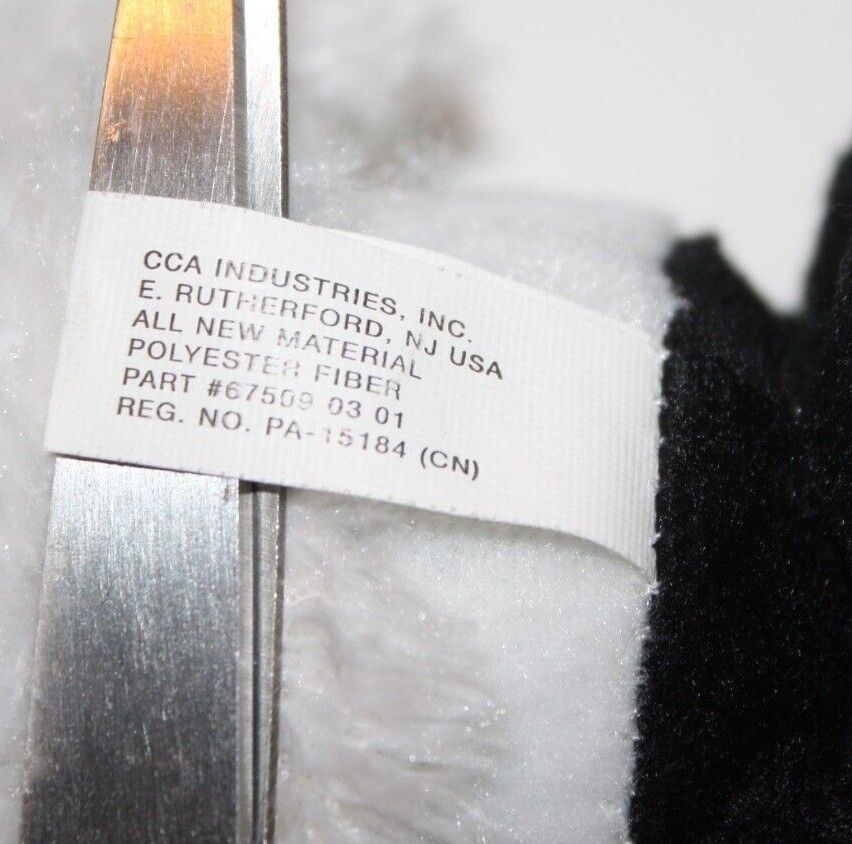 CCA INDUSTRIES, INC.
E. RUTHERFORD, NJ USA
ALL NEW MATERIAL
POLYESTER FIBER
PART #67509 03 01
REG. NO. PA-15184 (CN)